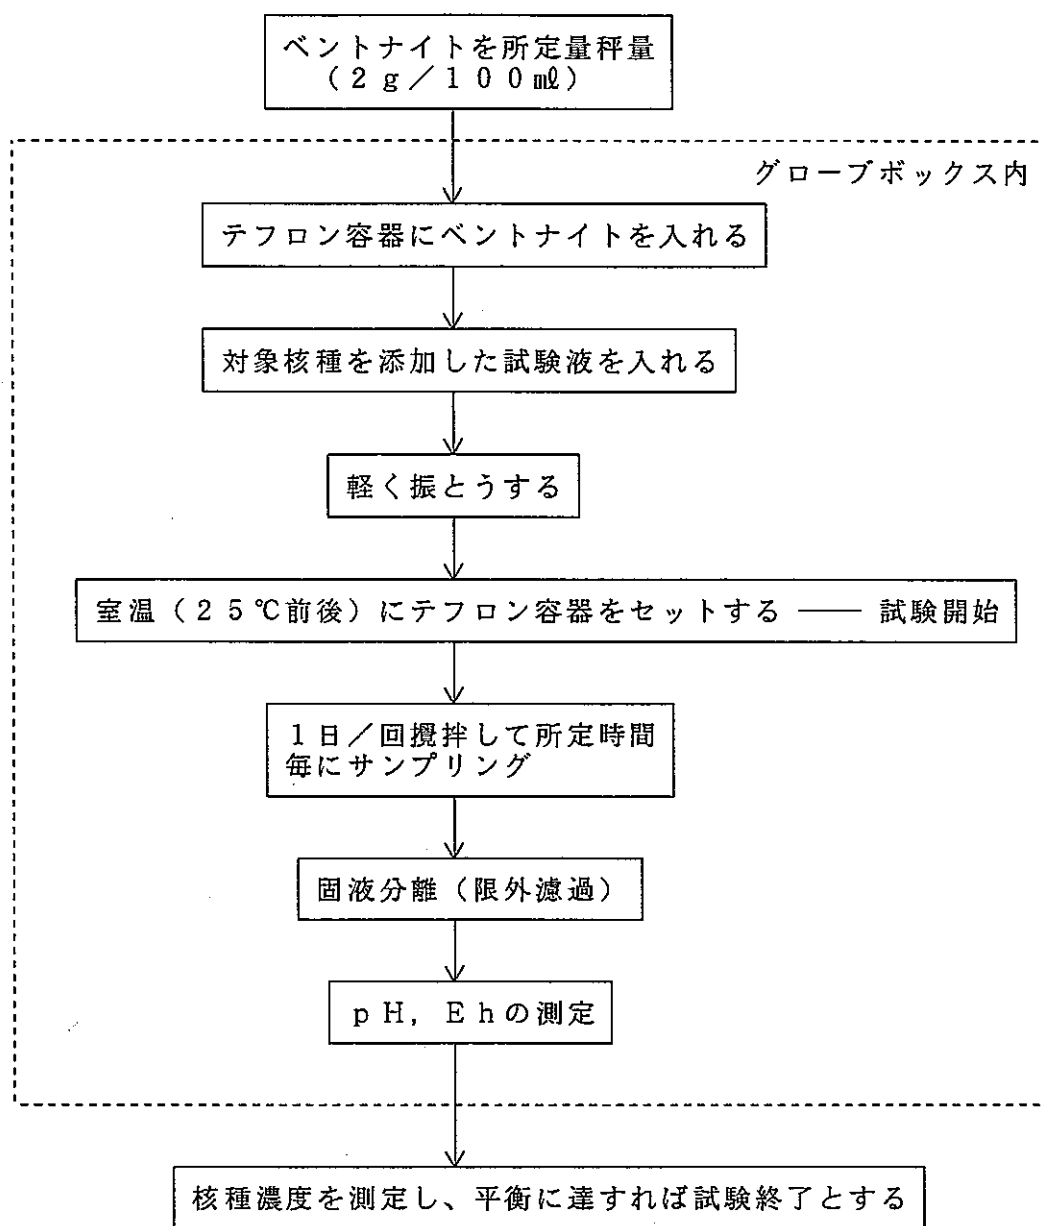 ベントナイトを所定量秤量
(2g/100㎖)
グローブボックス内
テフロン容器にベントナイトを入れる
対象核種を添加した試験液を入れる
軽く振とうする
室温(25℃前後)にテフロン容器をセットする ―― 試験開始
1日/回攪拌して所定時間
毎にサンプリング
固液分離(限外濾過)
pH, Ehの測定
核種濃度を測定し、平衡に達すれば試験終了とする